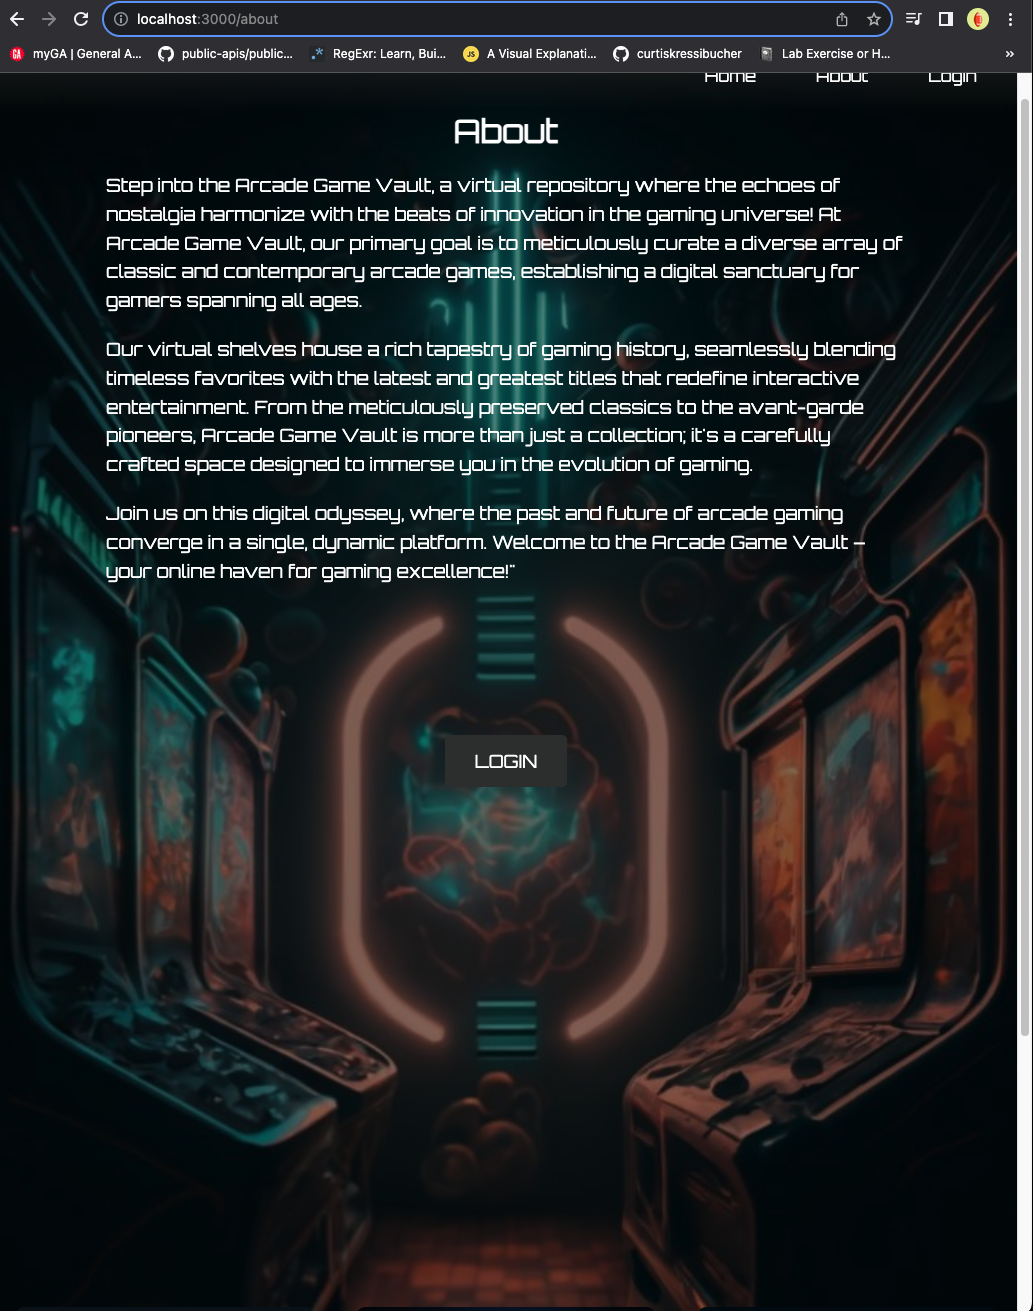 localhost:3000/about
myGA | General A...
public-apis/public...
RegExr: Learn, Bui...
JS
A Visual Explanati...
curtiskressibucher
Lab Exercise or H...
»
Home About Login
About
Step into the Arcade Game Vault, a virtual repository where the echoes of
nostalgia harmonize with the beats of innovation in the gaming universe! At
Arcade Game Vault, our primary goal is to meticulously curate a diverse array of
classic and contemporary arcade games, establishing a digital sanctuary for
gamers spanning all ages.
Our virtual shelves house a rich tapestry of gaming history, seamlessly blending
timeless favorites with the latest and greatest titles that redefine interactive
entertainment. From the meticulously preserved classics to the avant-garde
pioneers, Arcade Game Vault is more than just a collection; it's a carefully
crafted space designed to immerse you in the evolution of gaming.
Join us on this digital odyssey, where the past and future of arcade gaming
converge in a single, dynamic platform. Welcome to the Arcade Game Vault –
your online haven for gaming excellence!"
LOGIN